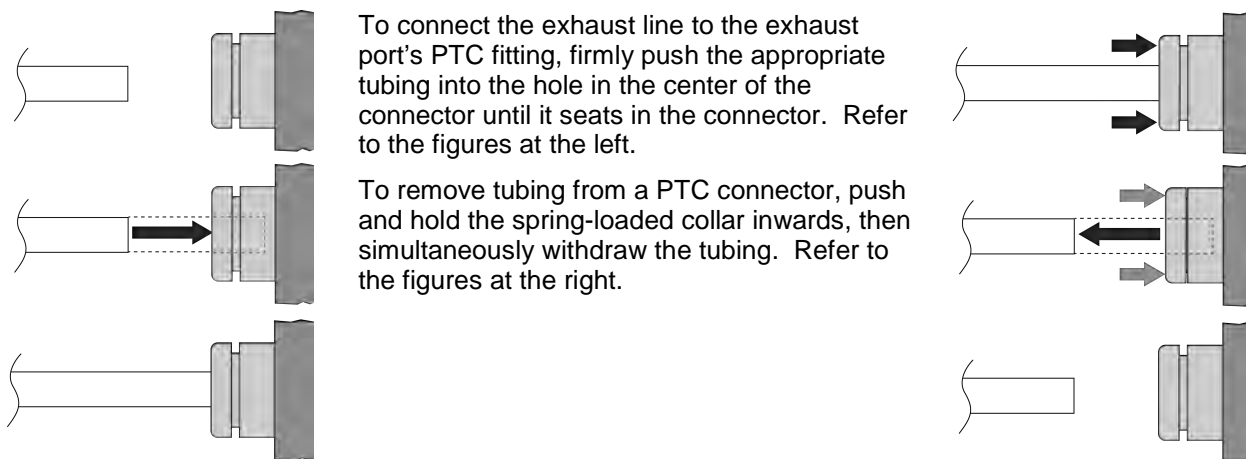 To connect the exhaust line to the exhaust
port's PTC fitting, firmly push the appropriate
tubing into the hole in the center of the
connector until it seats in the connector.  Refer
to the figures at the left.
To remove tubing from a PTC connector, push
and hold the spring-loaded collar inwards, then
simultaneously withdraw the tubing.  Refer to
the figures at the right.